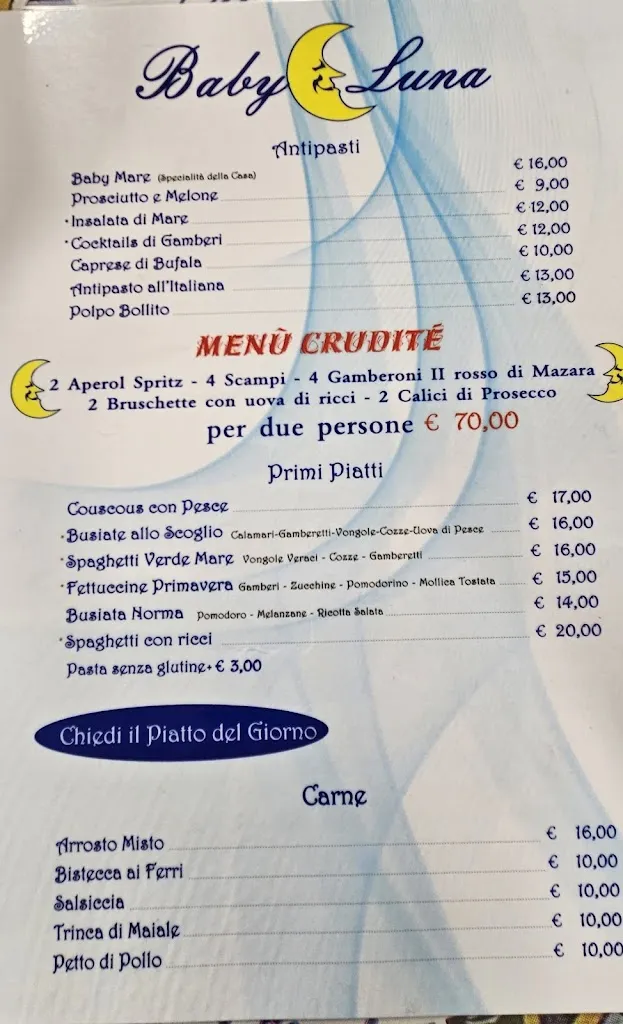 Baby Luna
Antipasti
Baby Mare (Specialità della Casa) € 16,00
Prosciutto e Melone € 9,00
·Insalata di Mare € 12,00
·Cocktails di Gamberi € 12,00
Caprese di Bufala € 10,00
Antipasto all'Italiana € 13,00
Polpo Bollito € 13,00
MENÙ CRUDITÉ
2 Aperol Spritz - 4 Scampi - 4 Gamberoni II rosso di Mazara
2 Bruschette con uova di ricci - 2 Calici di Prosecco
per due persone € 70,00
Primi Piatti
Couscous con Pesce € 17,00
·Busiate allo Scoglio Calamari-Gamberetti-Vongole-Cozze-Uova di Pesce € 16,00
·Spaghetti Verde Mare Vongole Veraci - Cozze - Gamberetti € 16,00
·Fettuccine Primavera Gamberi - Zucchine - Pomodorino - Mollica Tostata € 15,00
Busiata Norma Pomodoro - Melanzane - Ricotta Salata € 14,00
·Spaghetti con ricci € 20,00
Pasta senza glutine+ € 3,00
Chiedi il Piatto del Giorno
Carne
Arrosto Misto € 16,00
Bistecca ai Ferri € 10,00
Salsiccia € 10,00
Trinca di Maiale € 10,00
Petto di Pollo € 10,00